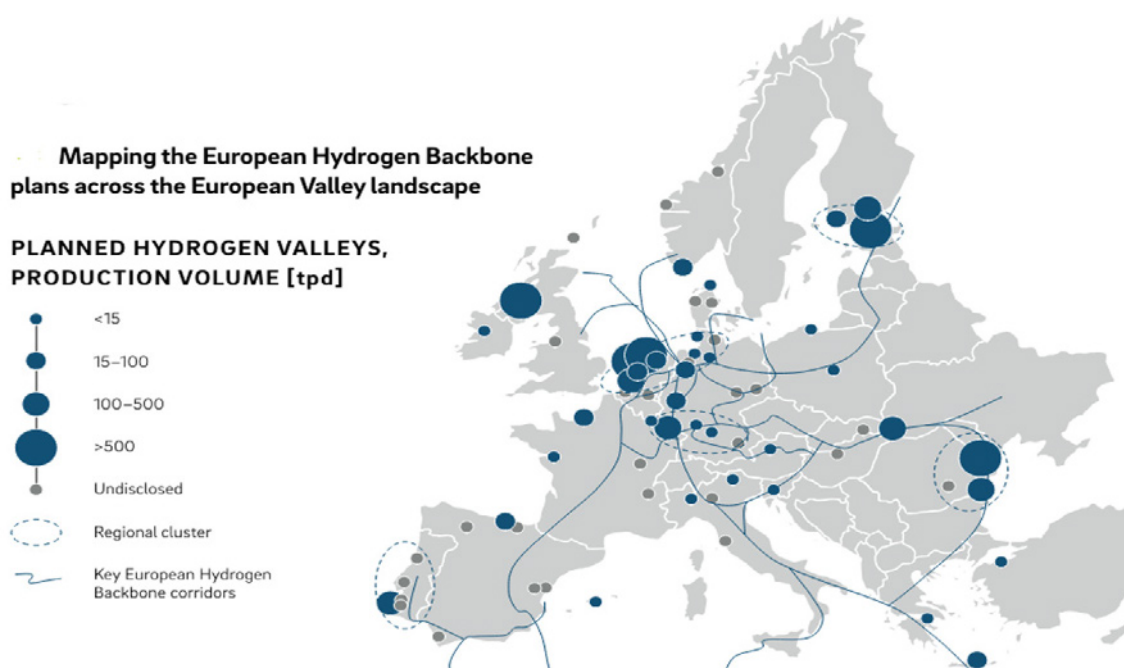 Mapping the European Hydrogen Backbone
plans across the European Valley landscape
PLANNED HYDROGEN VALLEYS,
PRODUCTION VOLUME [tpd]
<15
15–100
100–500
>500
Undisclosed
Regional cluster
Key European Hydrogen
Backbone corridors